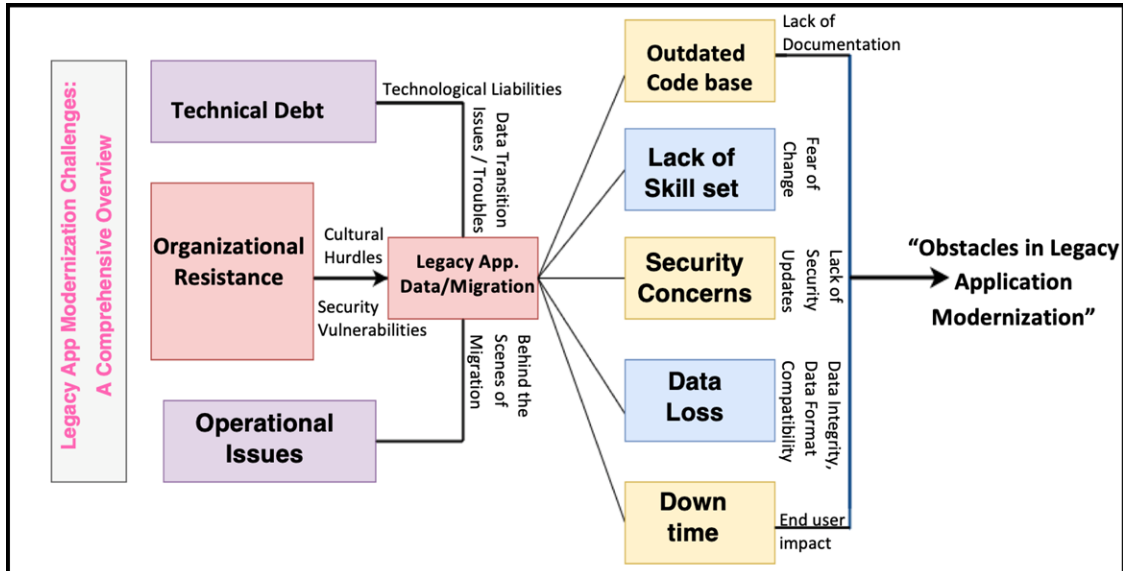 Legacy App Modernization Challenges:
A Comprehensive Overview
Technical Debt
Technological Liabilities
Data Transition
Issues / Troubles
Organizational
Resistance
Cultural
Hurdles
Security
Vulnerabilities
Legacy App.
Data/Migration
Operational
Issues
Behind the
Scenes of
Migration
Outdated
Code base
Lack of
Documentation
Lack of
Skill set
Fear of
Change
Security
Concerns
Lack of
Security
Updates
Data
Loss
Data Integrity,
Data Format
Compatibility
Down
time
End user
impact
“Obstacles in Legacy
Application
Modernization”